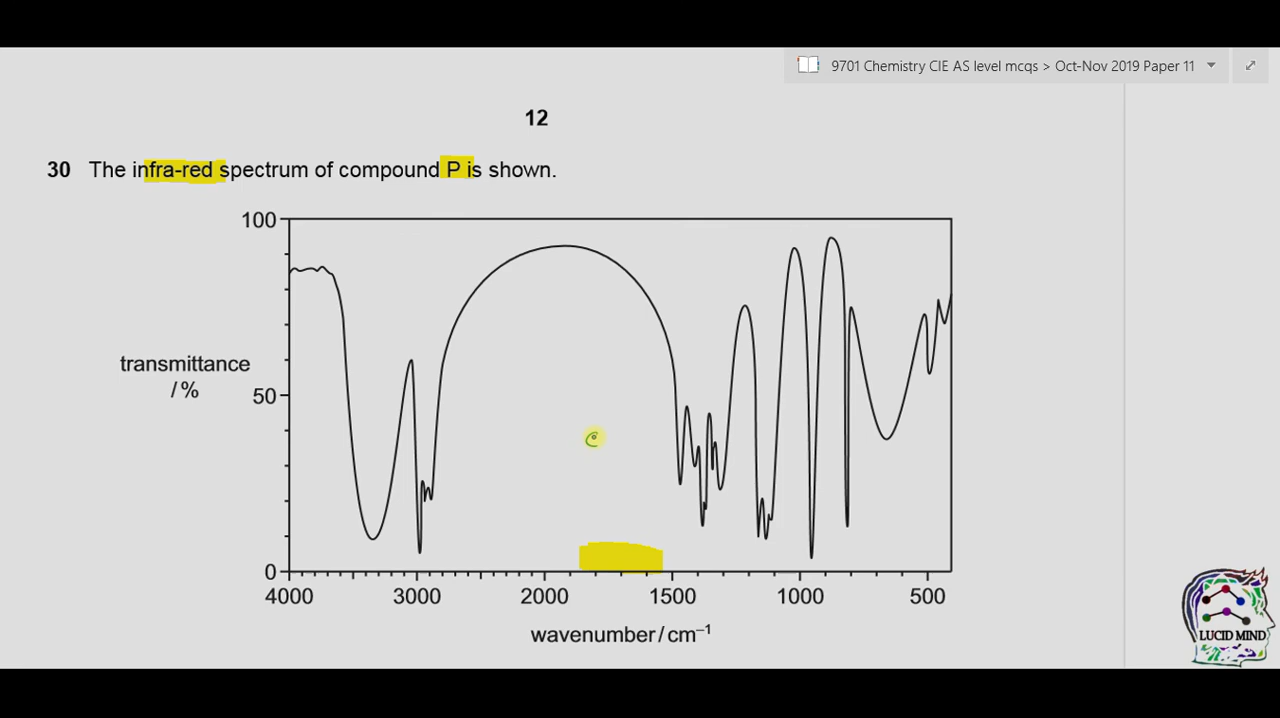 9701 Chemistry CIE AS level mcqs > Oct-Nov 2019 Paper 11
12
30 The infra-red spectrum of compound P is shown.
100
transmittance
/ %
50
0
4000 3000 2000 1500 1000 500
wavenumber / cm⁻¹
LUCID MIND